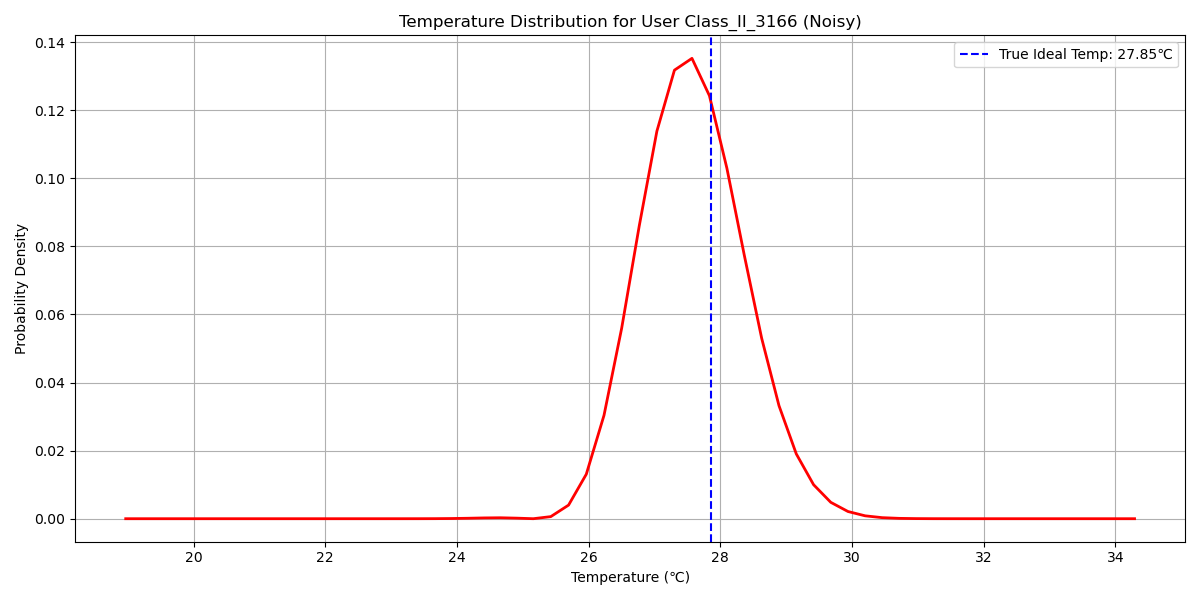 Temperature Distribution for User Class_II_3166 (Noisy)
True Ideal Temp: 27.85℃
Probability Density
0.14
0.12
0.10
0.08
0.06
0.04
0.02
0.00
20 22 24 26 28 30 32 34
Temperature (℃)